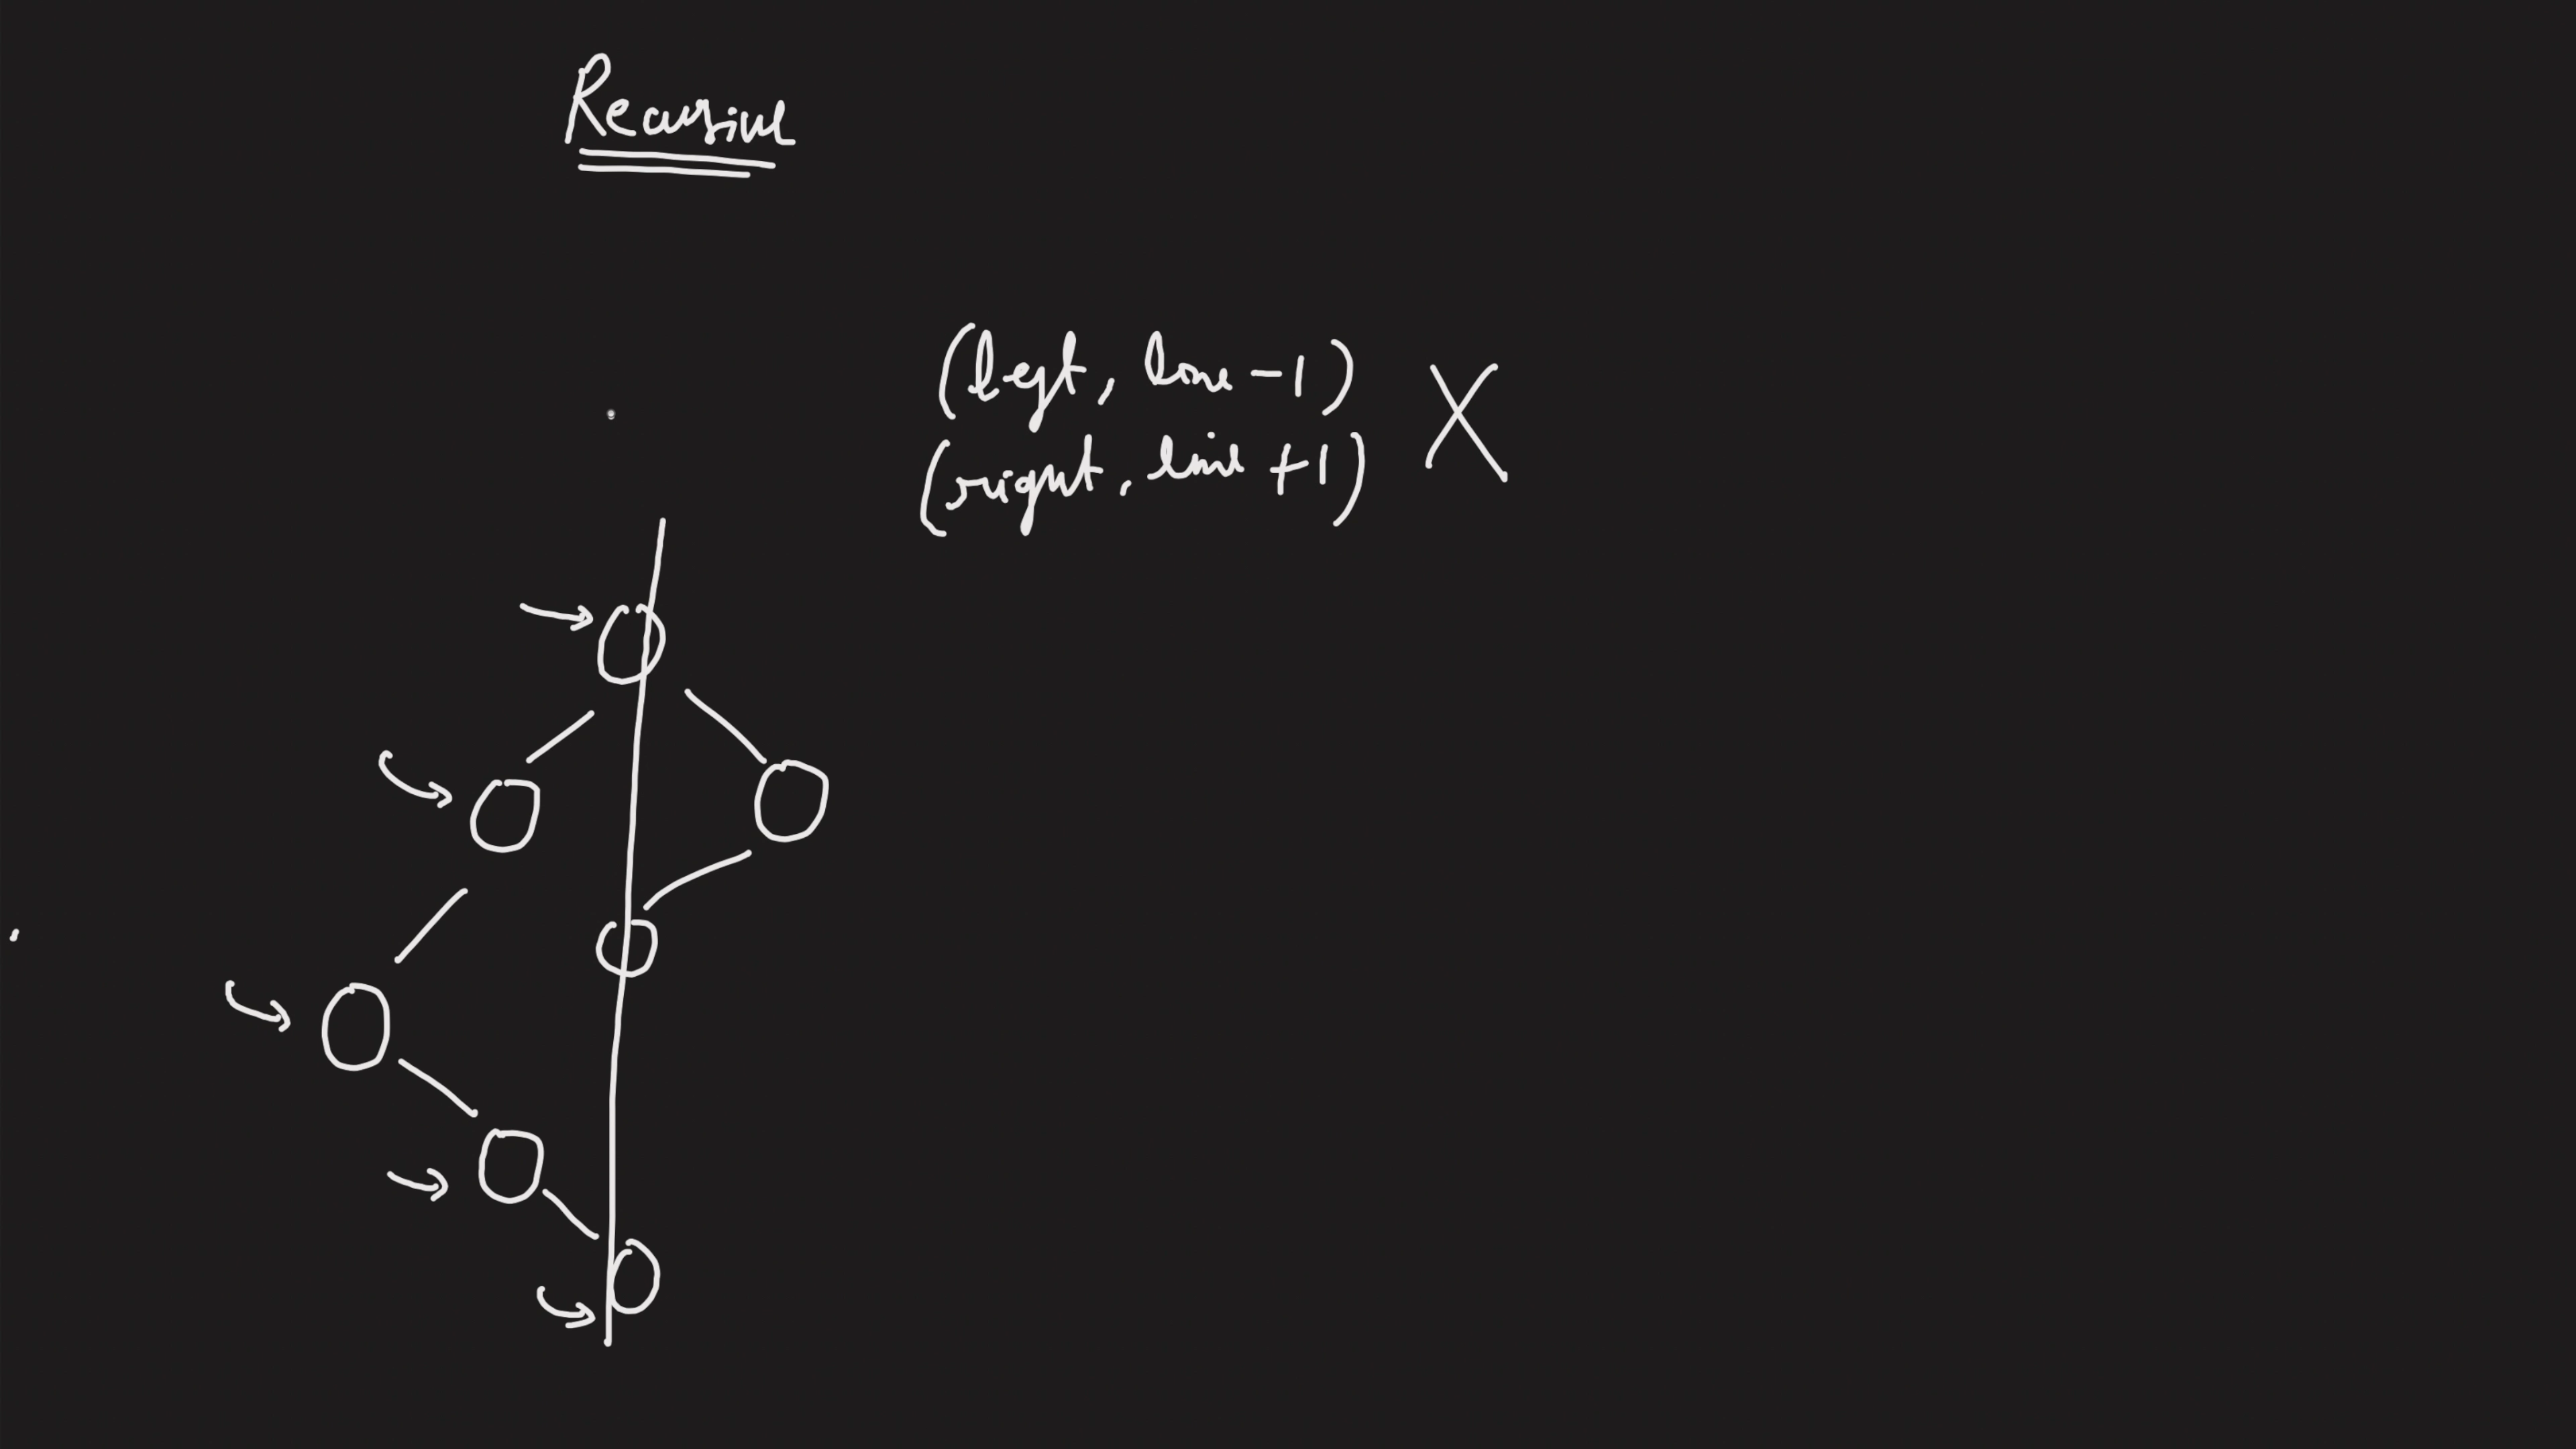 Recursive
(left, line - 1) X
(right, line + 1)